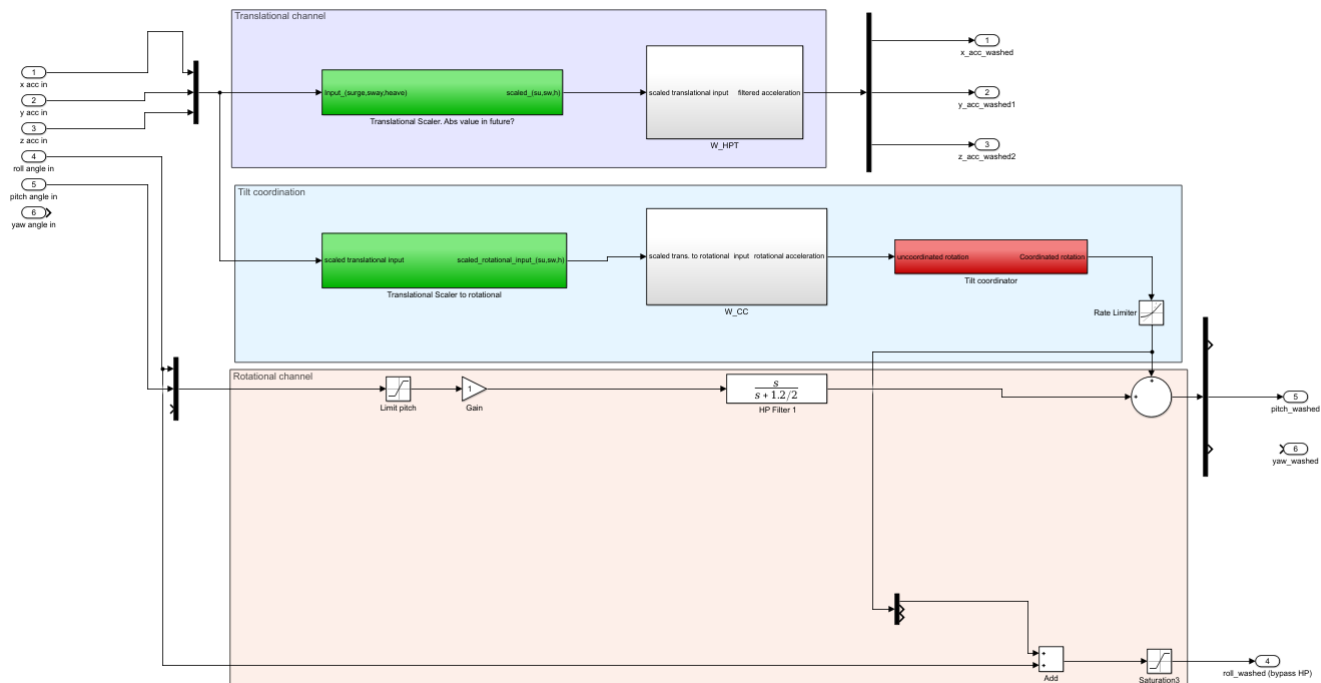 Translational channel
1
x acc in
2
y acc in
3
z acc in
4
roll angle in
5
pitch angle in
6
yaw angle in
Input_(surge,sway,heave)
scaled_(su,sw,h)
Translational Scaler. Abs value in future?
scaled translational input
filtered acceleration
W_HPT
1
x_acc_washed
2
y_acc_washed1
3
z_acc_washed2
Tilt coordination
scaled translational input
scaled_rotational_input_(su,sw,h)
Translational Scaler to rotational
scaled trans. to rotational input
rotational acceleration
W_CC
uncoordinated rotation
Coordinated rotation
Tilt coordinator
Rate Limiter
Rotational channel
Limit pitch
1
Gain
s
s + 1.2/2
HP Filter 1
+
+
5
pitch_washed
6
yaw_washed
+
+
Add
Saturation3
4
roll_washed (bypass HP)